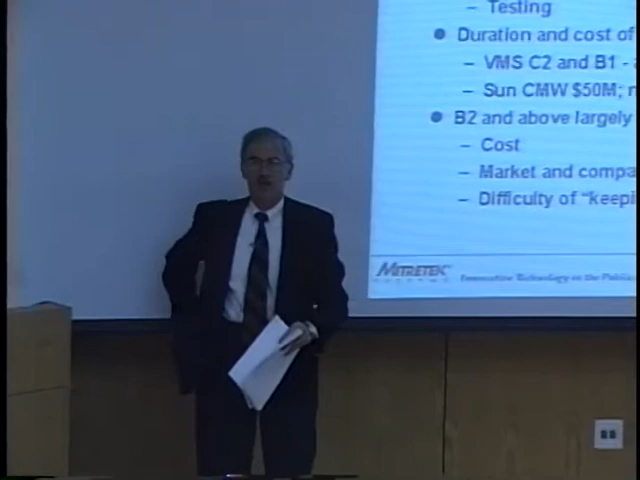 – Testing
Duration and cost of
– VMS C2 and B1 -
– Sun CMW $50M;
B2 and above largely
– Cost
– Market and compa
– Difficulty of "keepi
MITRETEK
Innovative Technology in the Public